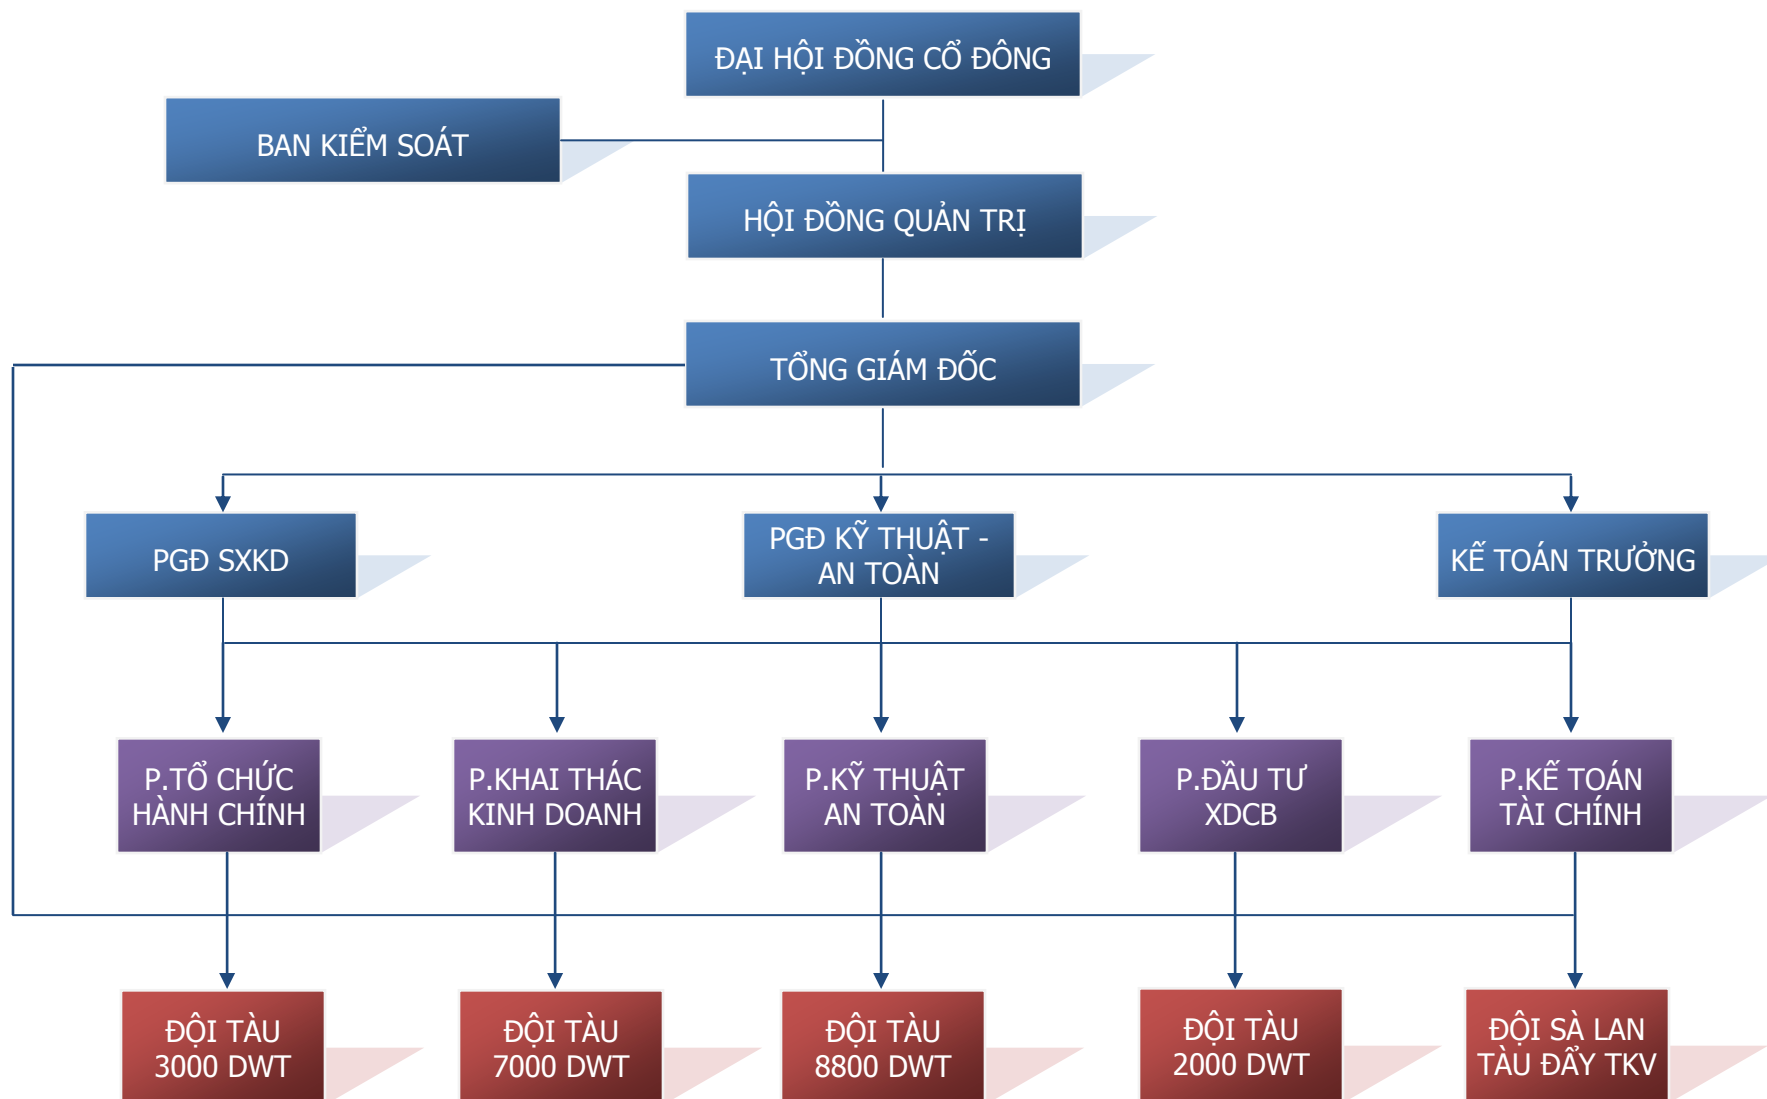 ĐẠI HỘI ĐỒNG CỔ ĐÔNG
BAN KIỂM SOÁT
HỘI ĐỒNG QUẢN TRỊ
TỔNG GIÁM ĐỐC
PGĐ SXKD
PGĐ KỸ THUẬT -
AN TOÀN
KẾ TOÁN TRƯỞNG
P.TỔ CHỨC
HÀNH CHÍNH
P.KHAI THÁC
KINH DOANH
P.KỸ THUẬT
AN TOÀN
P.ĐẦU TƯ
XDCB
P.KẾ TOÁN
TÀI CHÍNH
ĐỘI TÀU
3000 DWT
ĐỘI TÀU
7000 DWT
ĐỘI TÀU
8800 DWT
ĐỘI TÀU
2000 DWT
ĐỘI SÀ LAN
TÀU ĐẨY TKV